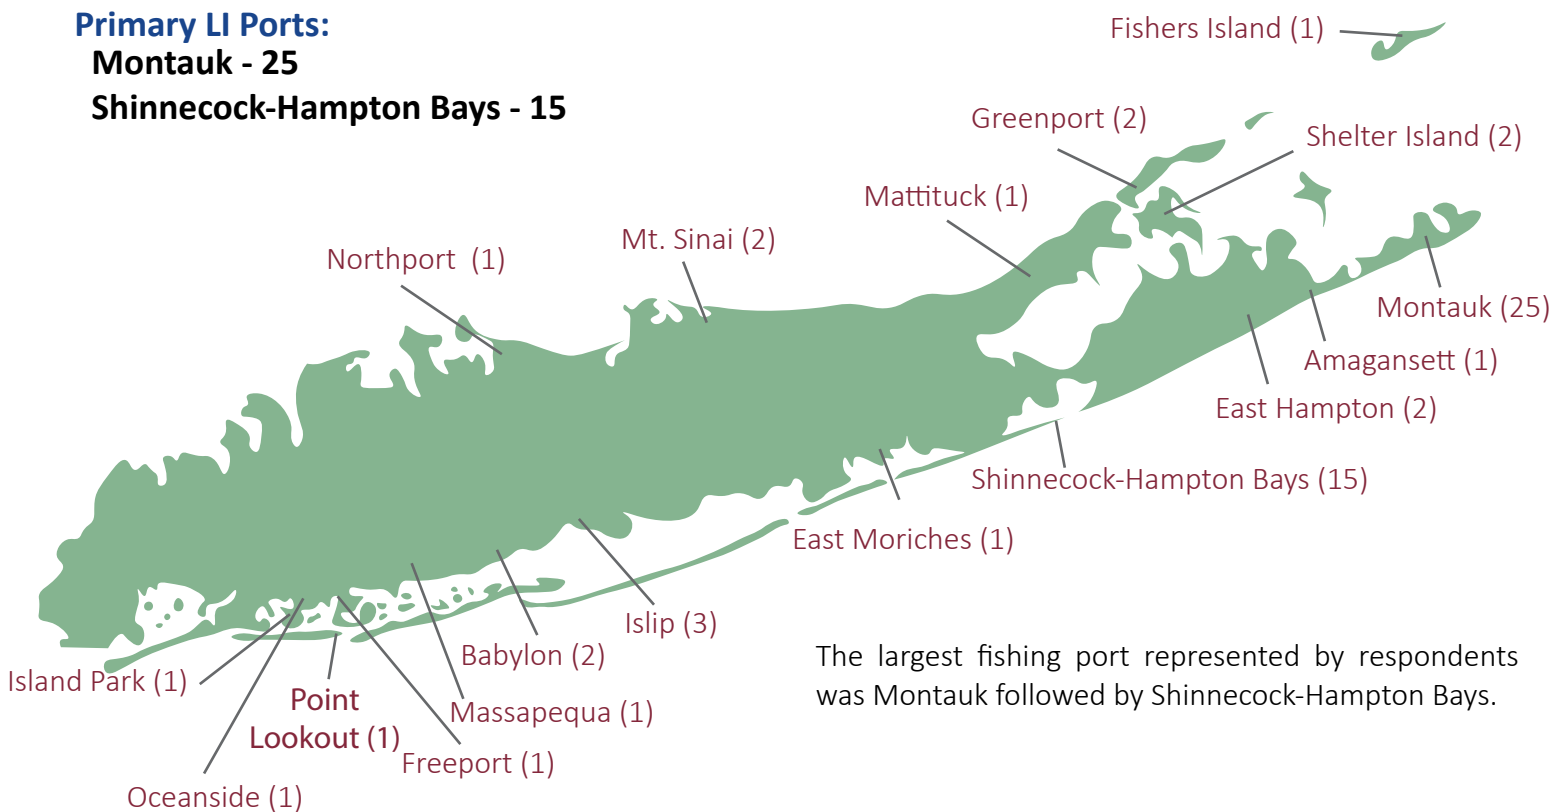 Primary LI Ports:
Montauk - 25
Shinnecock-Hampton Bays - 15
Fishers Island (1)
Greenport (2)
Shelter Island (2)
Mattituck (1)
Mt. Sinai (2)
Northport (1)
Montauk (25)
Amagansett (1)
East Hampton (2)
Shinnecock-Hampton Bays (15)
East Moriches (1)
Islip (3)
Babylon (2)
Island Park (1)
Point
Lookout (1)
Massapequa (1)
Freeport (1)
Oceanside (1)
The largest fishing port represented by respondents
was Montauk followed by Shinnecock-Hampton Bays.